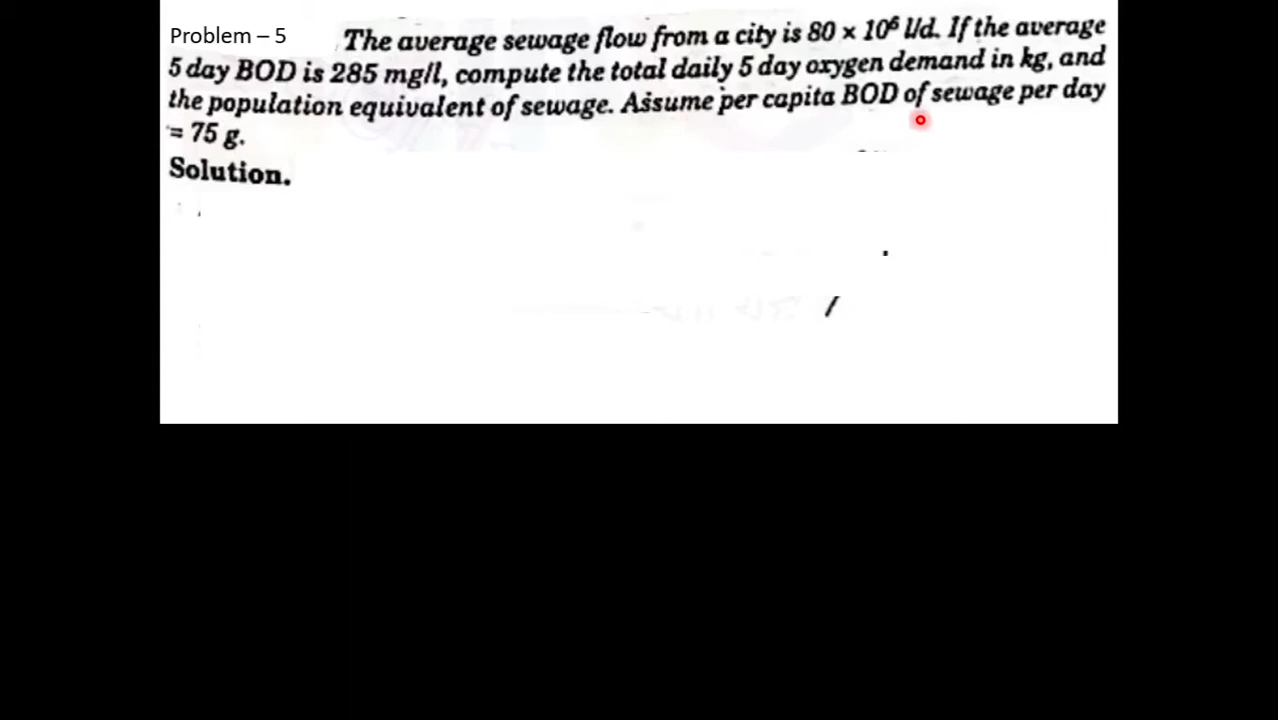 Problem – 5 The average sewage flow from a city is 80 × 10⁶ l/d. If the average
5 day BOD is 285 mg/l, compute the total daily 5 day oxygen demand in kg, and
the population equivalent of sewage. Assume per capita BOD of sewage per day
= 75 g.
Solution.